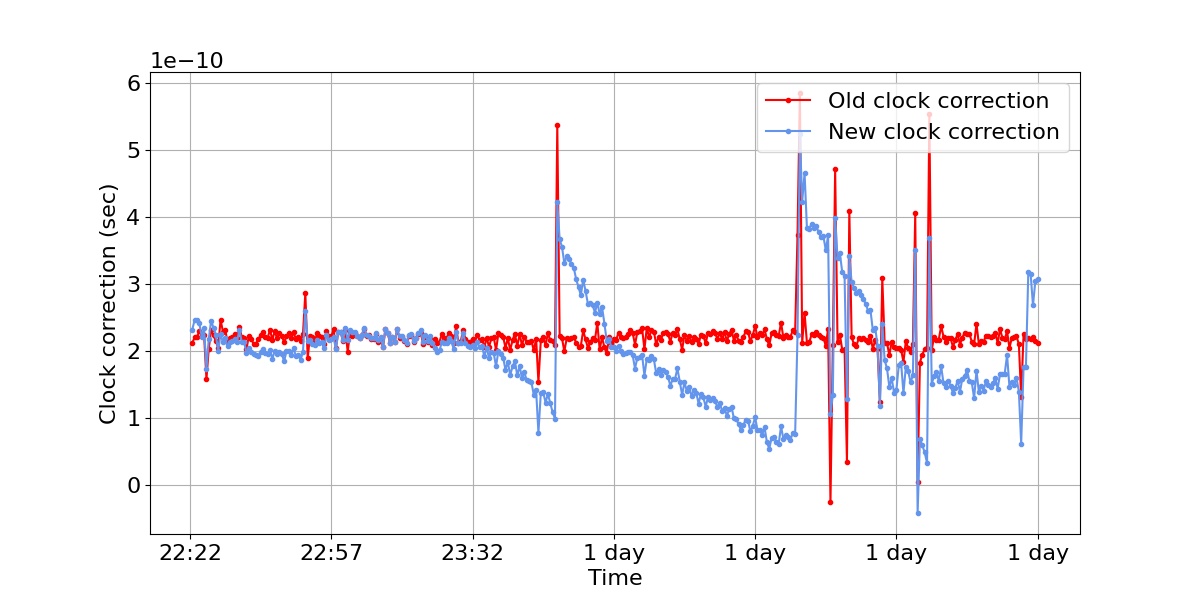 1e−10
6
5
4
3
2
1
0
Clock correction (sec)
Old clock correction
New clock correction
22:22 22:57 23:32 1 day 1 day 1 day 1 day
Time